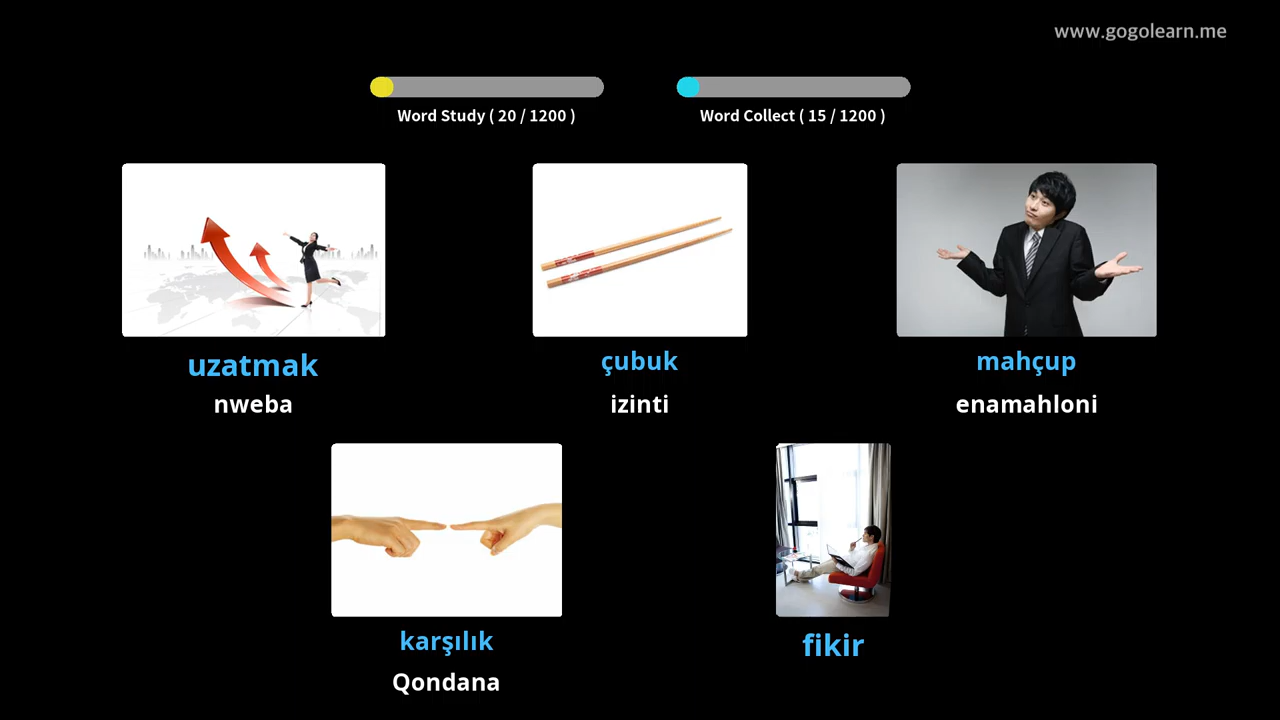 www.gogolearn.me
Word Study ( 20 / 1200 )
Word Collect ( 15 / 1200 )
uzatmak
nweba
çubuk
izinti
mahçup
enamahloni
karşılık
Qondana
fikir